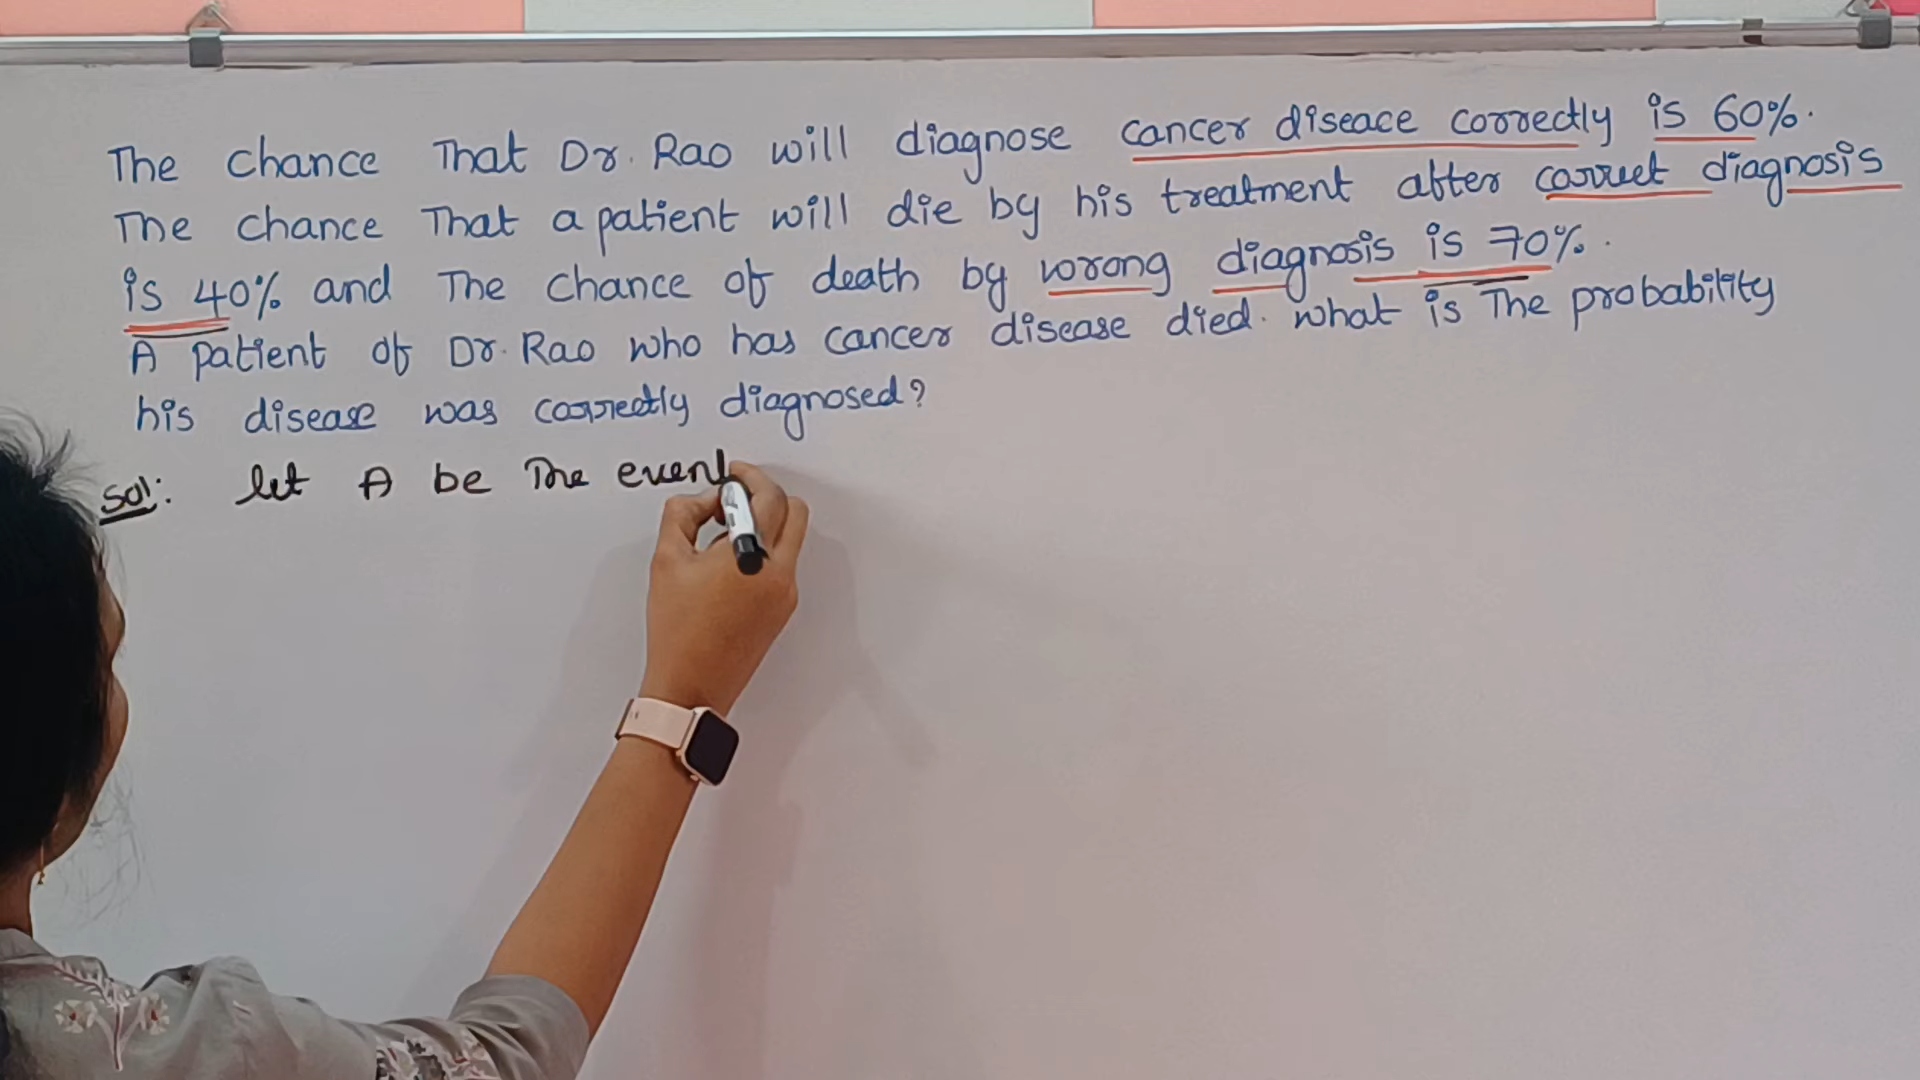 The chance That Dr. Rao will diagnose cancer diseace correctly is 60%.
The chance That a patient will die by his treatment after correct diagnosis
is 40% and The chance of death by wrong diagnosis is 70%.
A patient of Dr. Rao who has cancer disease died. what is The probability
his disease was correctly diagnosed?
Sol: let A be The event